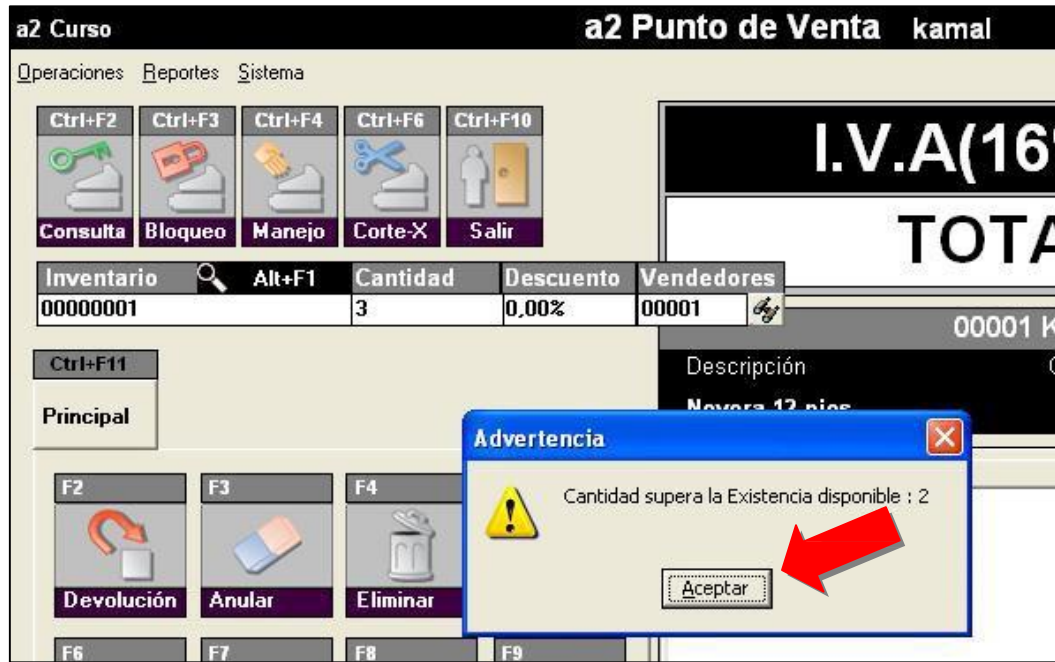 a2 Curso a2 Punto de Venta kamal
Operaciones Reportes Sistema
Ctrl+F2 Ctrl+F3 Ctrl+F4 Ctrl+F6 Ctrl+F10
Consulta Bloqueo Manejo Corte-X Salir
I.V.A(16
TOTA
Inventario Alt+F1 Cantidad Descuento Vendedores
00000001 3 0,00% 00001
00001 K
Ctrl+F11
Descripción
Principal
Nevera 12 pies
Advertencia
Cantidad supera la Existencia disponible : 2
Aceptar
F2 F3 F4
Devolución Anular Eliminar
F6 F7 F8 F9